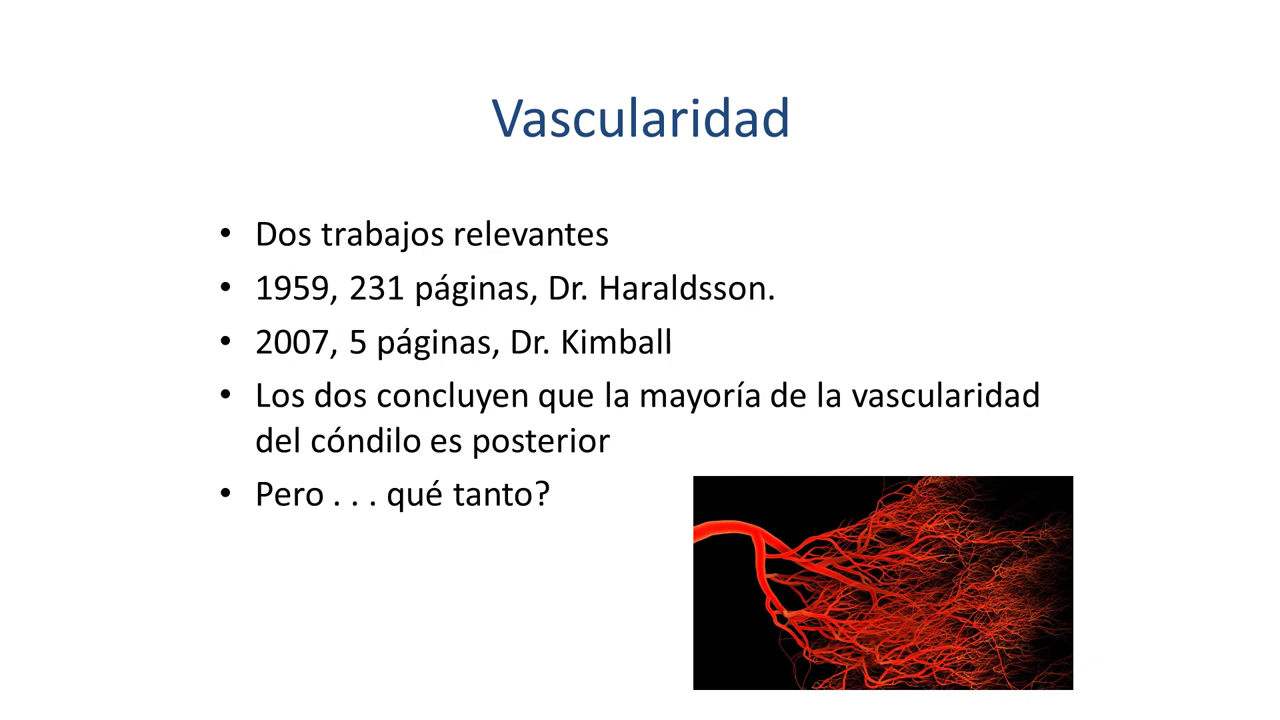 Vascularidad
• Dos trabajos relevantes
• 1959, 231 páginas, Dr. Haraldsson.
• 2007, 5 páginas, Dr. Kimball
• Los dos concluyen que la mayoría de la vascularidad
del cóndilo es posterior
• Pero . . . qué tanto?